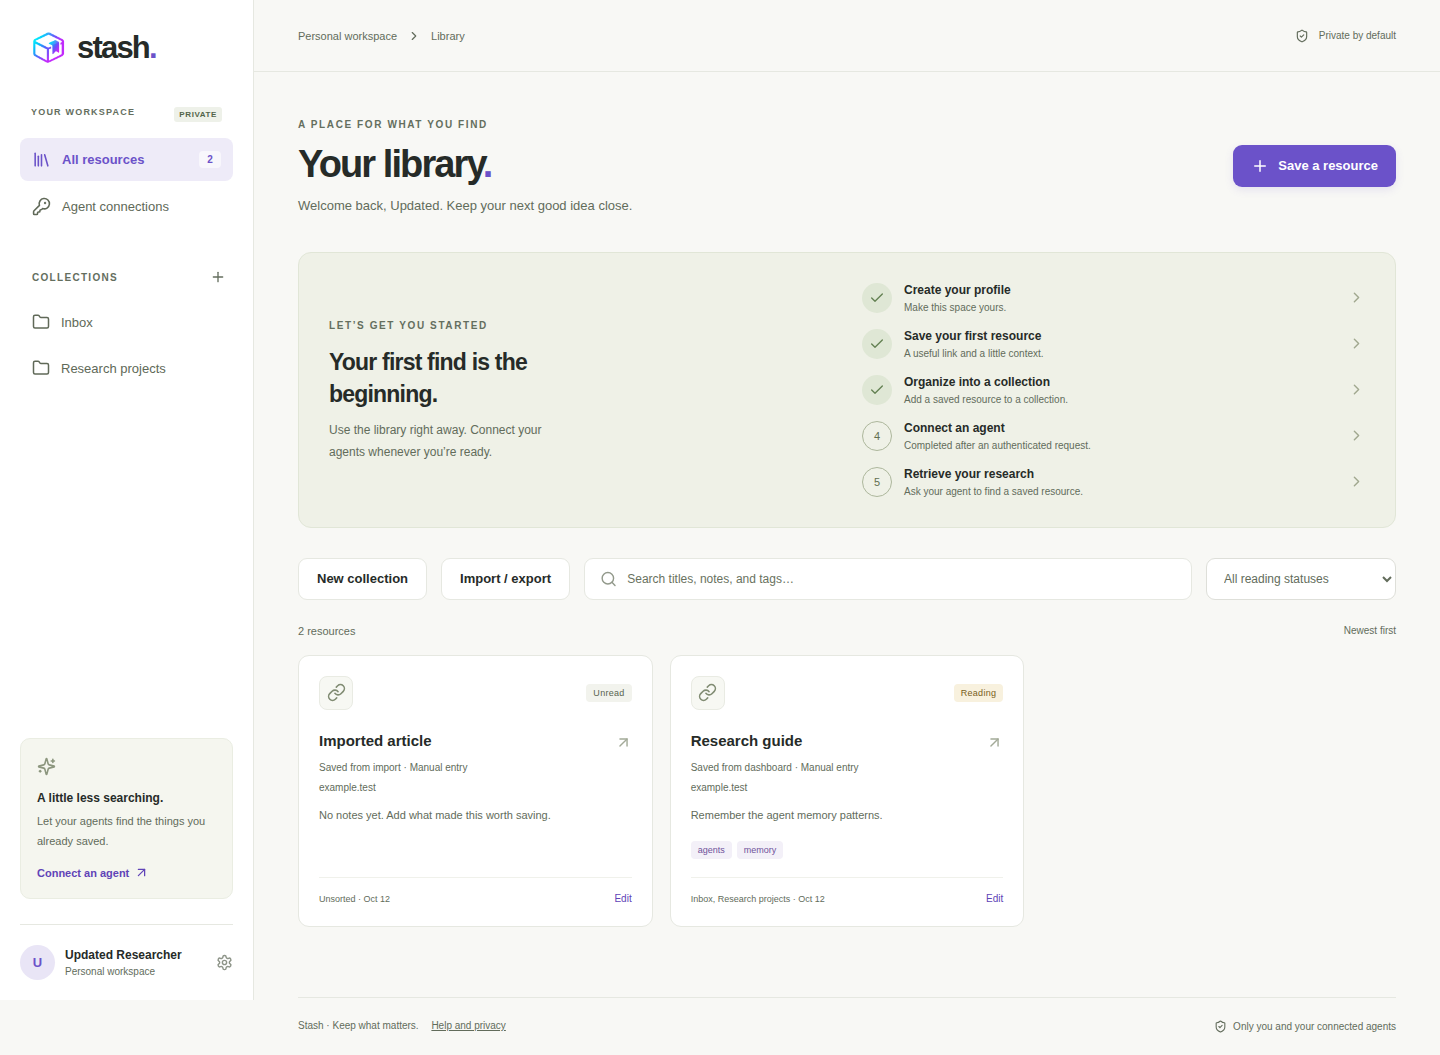 stash.
YOUR WORKSPACE
PRIVATE
All resources
2
Agent connections
COLLECTIONS
Inbox
Research projects
A little less searching.
Let your agents find the things you
already saved.
Connect an agent
U
Updated Researcher
Personal workspace
Personal workspace
Library
Private by default
A PLACE FOR WHAT YOU FIND
Your library.
Welcome back, Updated. Keep your next good idea close.
Save a resource
LET’S GET YOU STARTED
Your first find is the
beginning.
Use the library right away. Connect your
agents whenever you’re ready.
Create your profile
Make this space yours.
Save your first resource
A useful link and a little context.
Organize into a collection
Add a saved resource to a collection.
4
Connect an agent
Completed after an authenticated request.
5
Retrieve your research
Ask your agent to find a saved resource.
New collection
Import / export
Search titles, notes, and tags…
All reading statuses
2 resources
Newest first
Unread
Imported article
Saved from import · Manual entry
example.test
No notes yet. Add what made this worth saving.
Unsorted · Oct 12
Edit
Reading
Research guide
Saved from dashboard · Manual entry
example.test
Remember the agent memory patterns.
agents
memory
Inbox, Research projects · Oct 12
Edit
Stash · Keep what matters.
Help and privacy
Only you and your connected agents